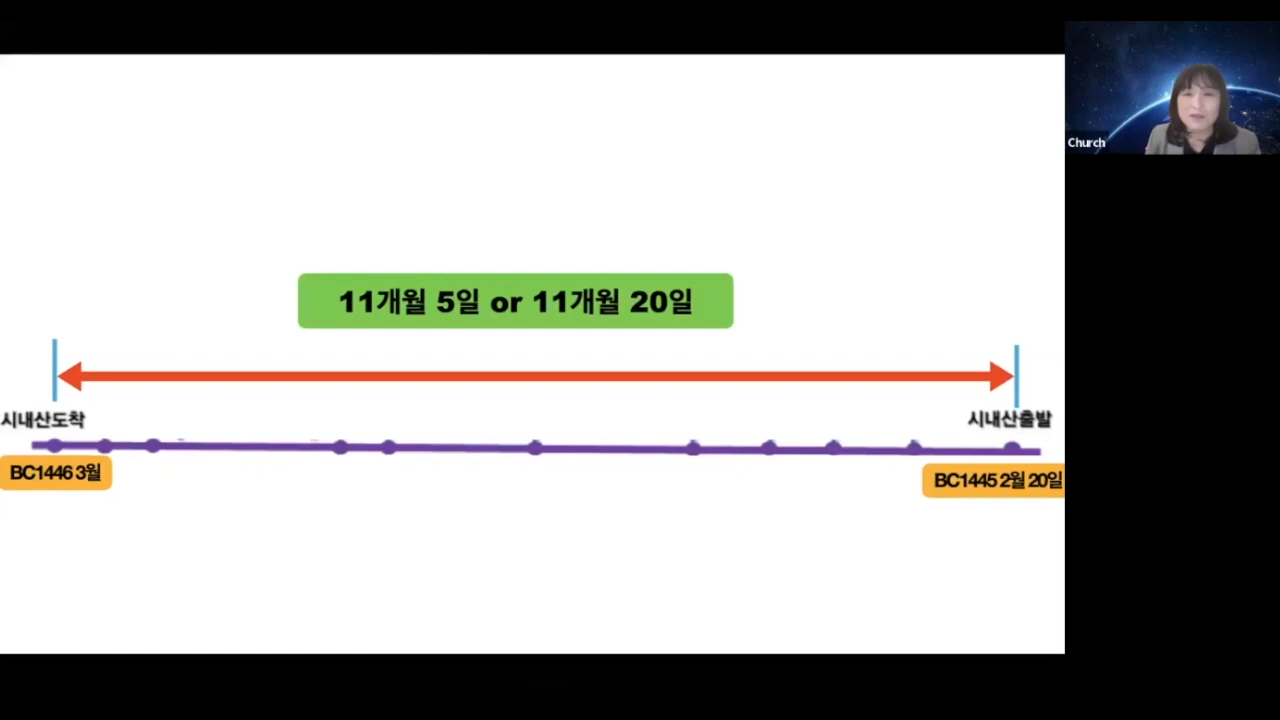 Church
11개월 5일 or 11개월 20일
시내산도착
시내산출발
BC1446 3월
BC1445 2월 20일